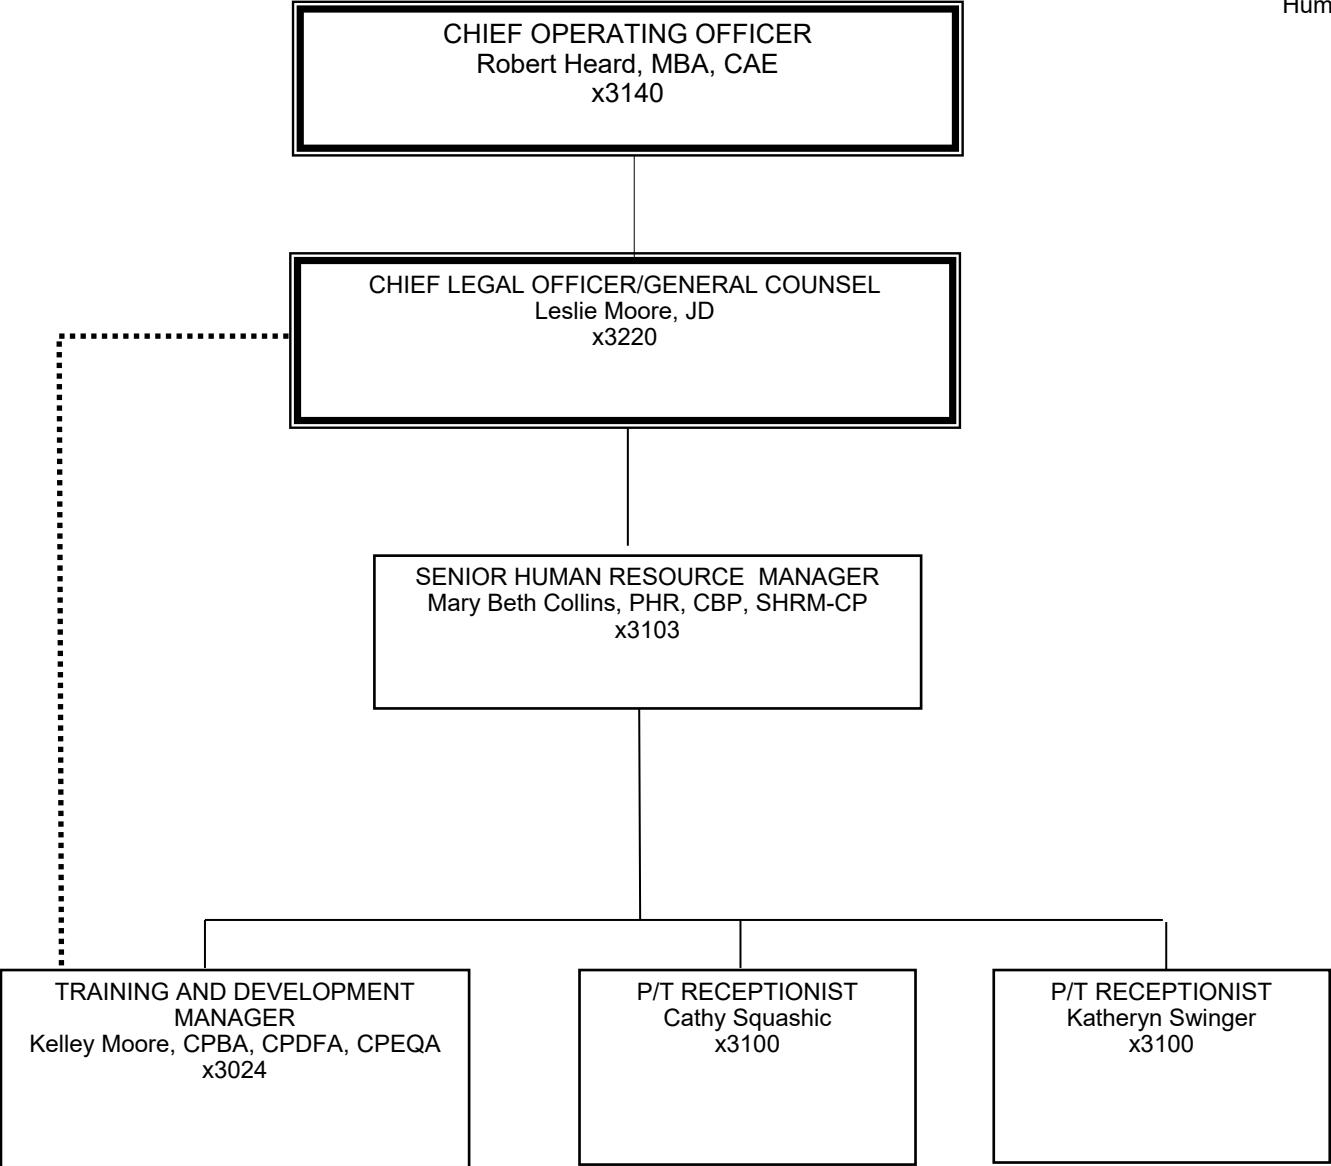 Hum
CHIEF OPERATING OFFICER
Robert Heard, MBA, CAE
x3140
CHIEF LEGAL OFFICER/GENERAL COUNSEL
Leslie Moore, JD
x3220
SENIOR HUMAN RESOURCE  MANAGER
Mary Beth Collins, PHR, CBP, SHRM-CP
x3103
TRAINING AND DEVELOPMENT
MANAGER
Kelley Moore, CPBA, CPDFA, CPEQA
x3024
P/T RECEPTIONIST
Cathy Squashic
x3100
P/T RECEPTIONIST
Katheryn Swinger
x3100